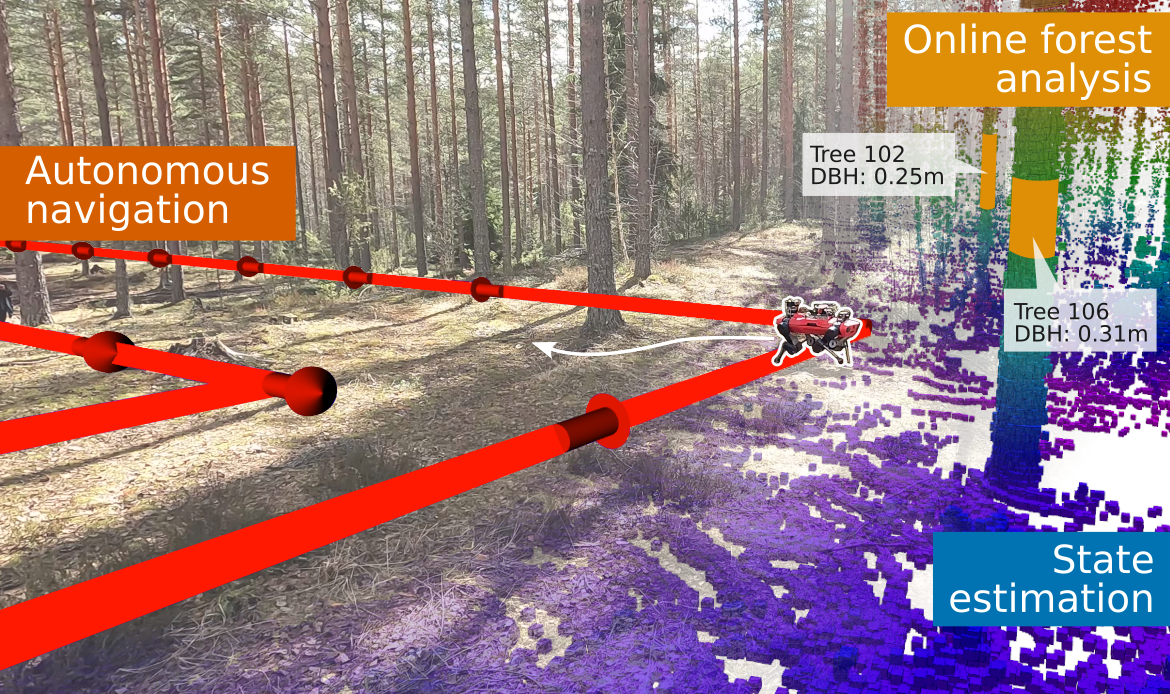 Online forest
analysis
Tree 102
DBH: 0.25m
Autonomous
navigation
Tree 106
DBH: 0.31m
State
estimation